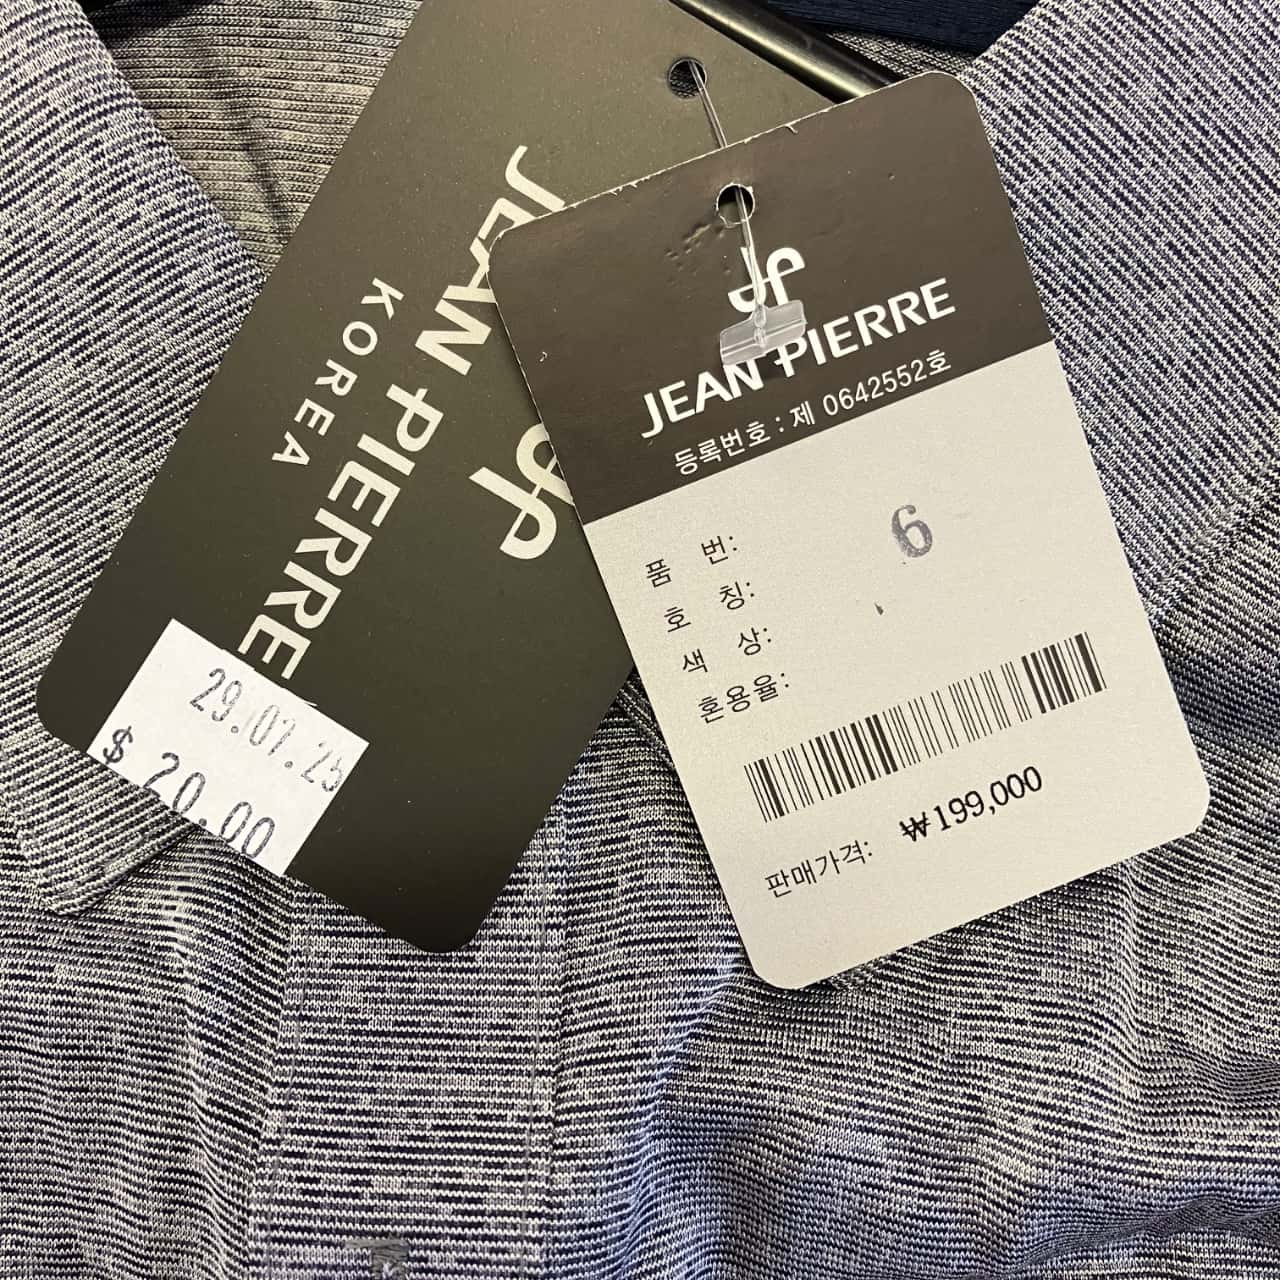 JEAN PIERRE
KOREA
29.07.25
$ 20.00
JEAN PIERRE
등록번호 : 제 0642552호
품 번:
6
호 칭:
색 상:
혼용율:
판매가격: ₩199,000